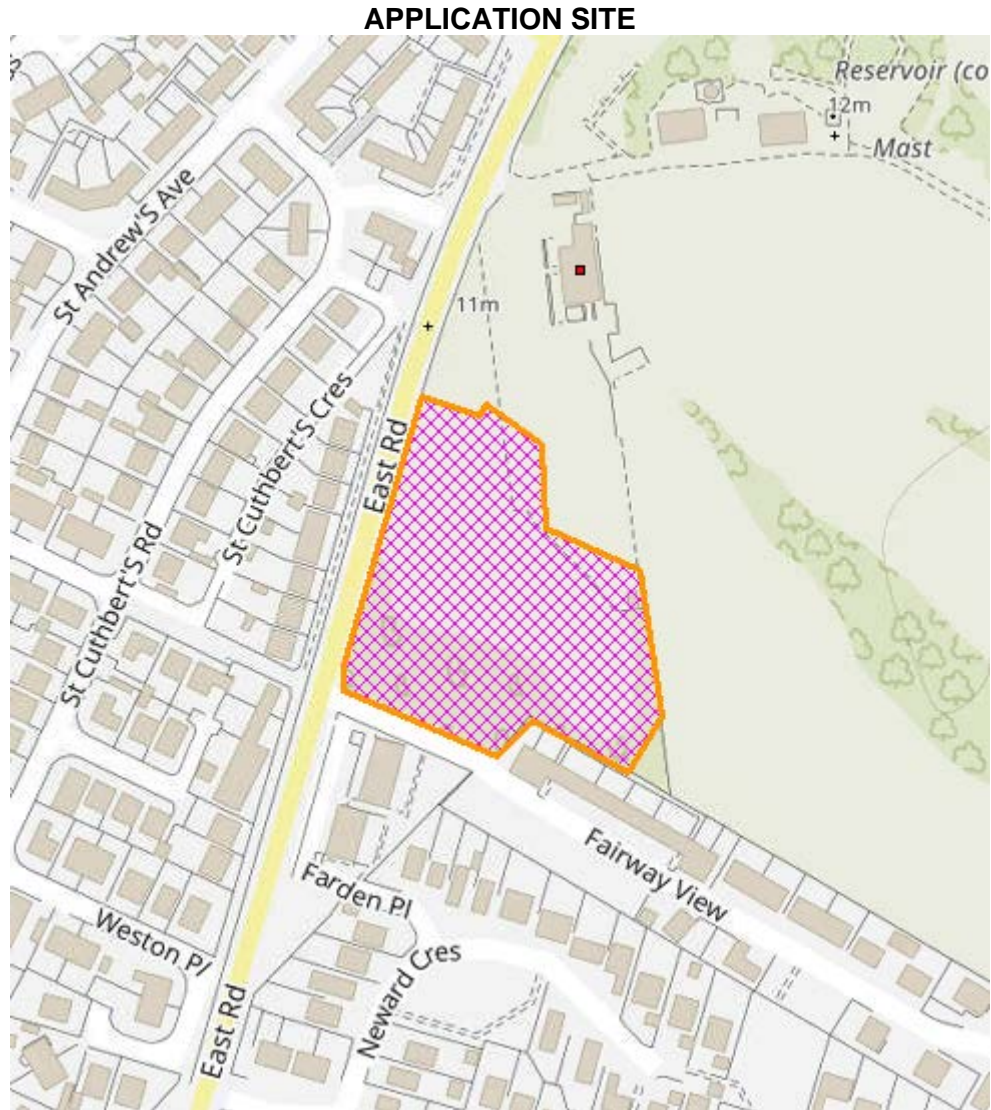 APPLICATION SITE
Reservoir (co
12m
Mast
St Andrew'S Ave
11m
St Cuthbert'S Cres
East Rd
St Cuthbert'S Rd
Fairway View
Farden Pl
Weston Pl
Neward Cres
East Rd